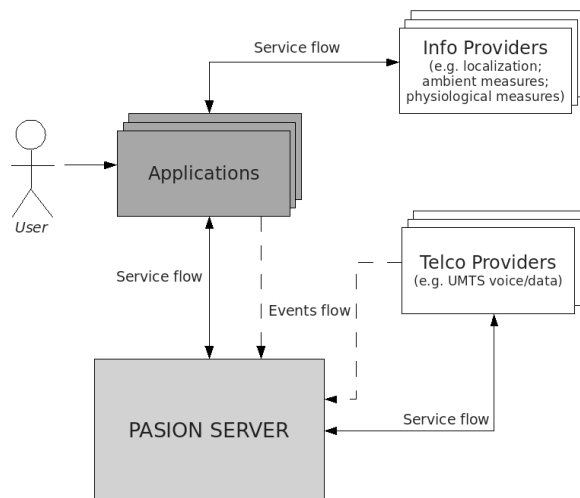 Service flow
Info Providers
(e.g. localization;
ambient measures;
physiological measures)
Applications
User
Service flow
Events flow
Telco Providers
(e.g. UMTS voice/data)
PASION SERVER
Service flow